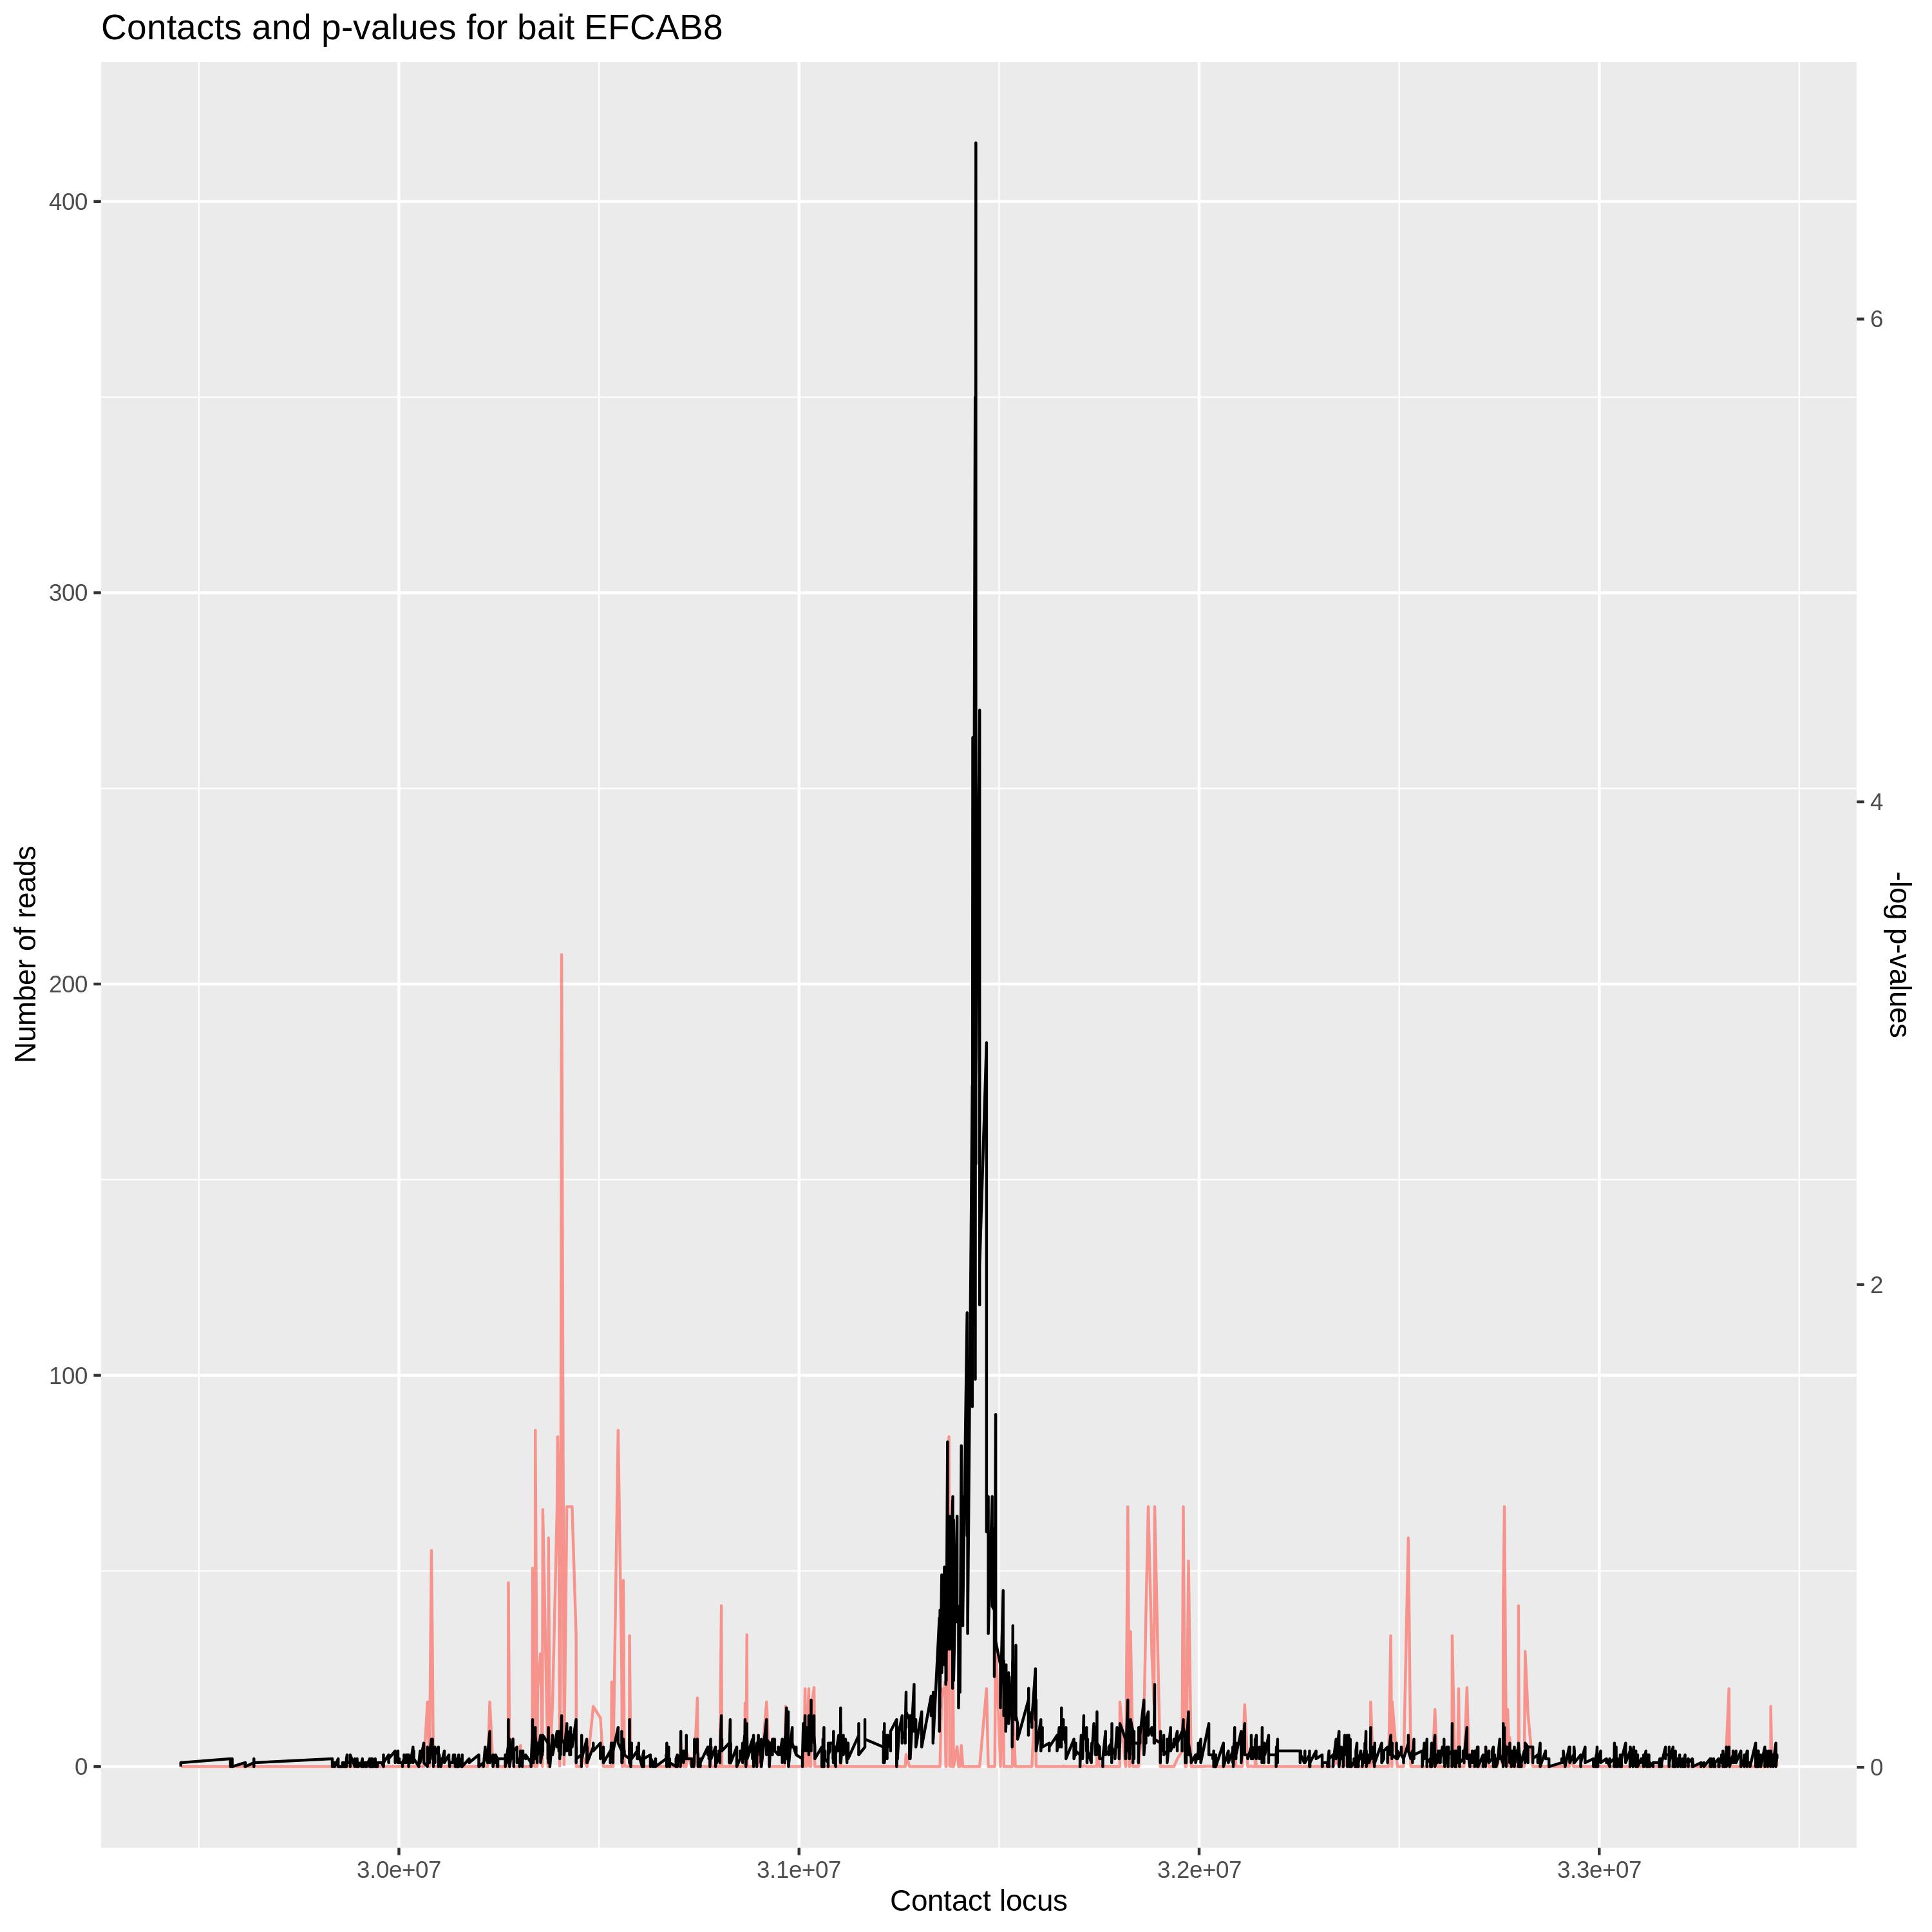 Contacts and p-values for bait EFCAB8
400
300
200
100
0
Number of reads
6
4
2
0
-log p-values
3.0e+07
3.1e+07
3.2e+07
3.3e+07
Contact locus